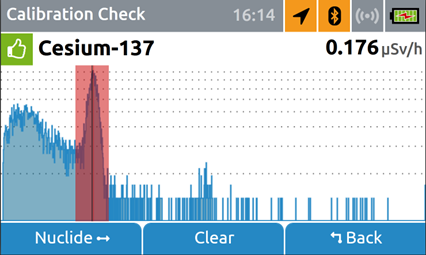 Calibration Check 16:14
Cesium-137 0.176 µSv/h
Nuclide ↦ Clear ↰ Back